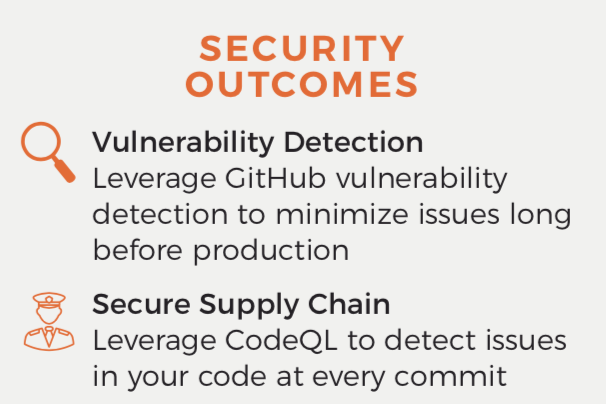 SECURITY
OUTCOMES
Vulnerability Detection
Leverage GitHub vulnerability
detection to minimize issues long
before production
Secure Supply Chain
Leverage CodeQL to detect issues
in your code at every commit